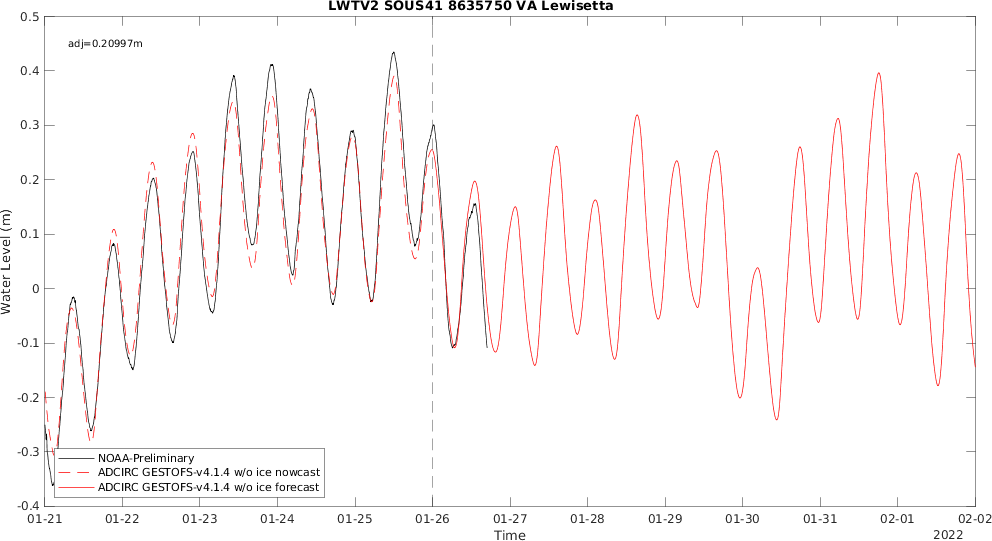 LWTV2 SOUS41 8635750 VA Lewisetta
adj=0.20997m
Water Level (m)
0.5
0.4
0.3
0.2
0.1
0
-0.1
-0.2
-0.3
-0.4
NOAA-Preliminary
ADCIRC GESTOFS-v4.1.4 w/o ice nowcast
ADCIRC GESTOFS-v4.1.4 w/o ice forecast
01-21 01-22 01-23 01-24 01-25 01-26 01-27 01-28 01-29 01-30 01-31 02-01 02-02
Time
2022